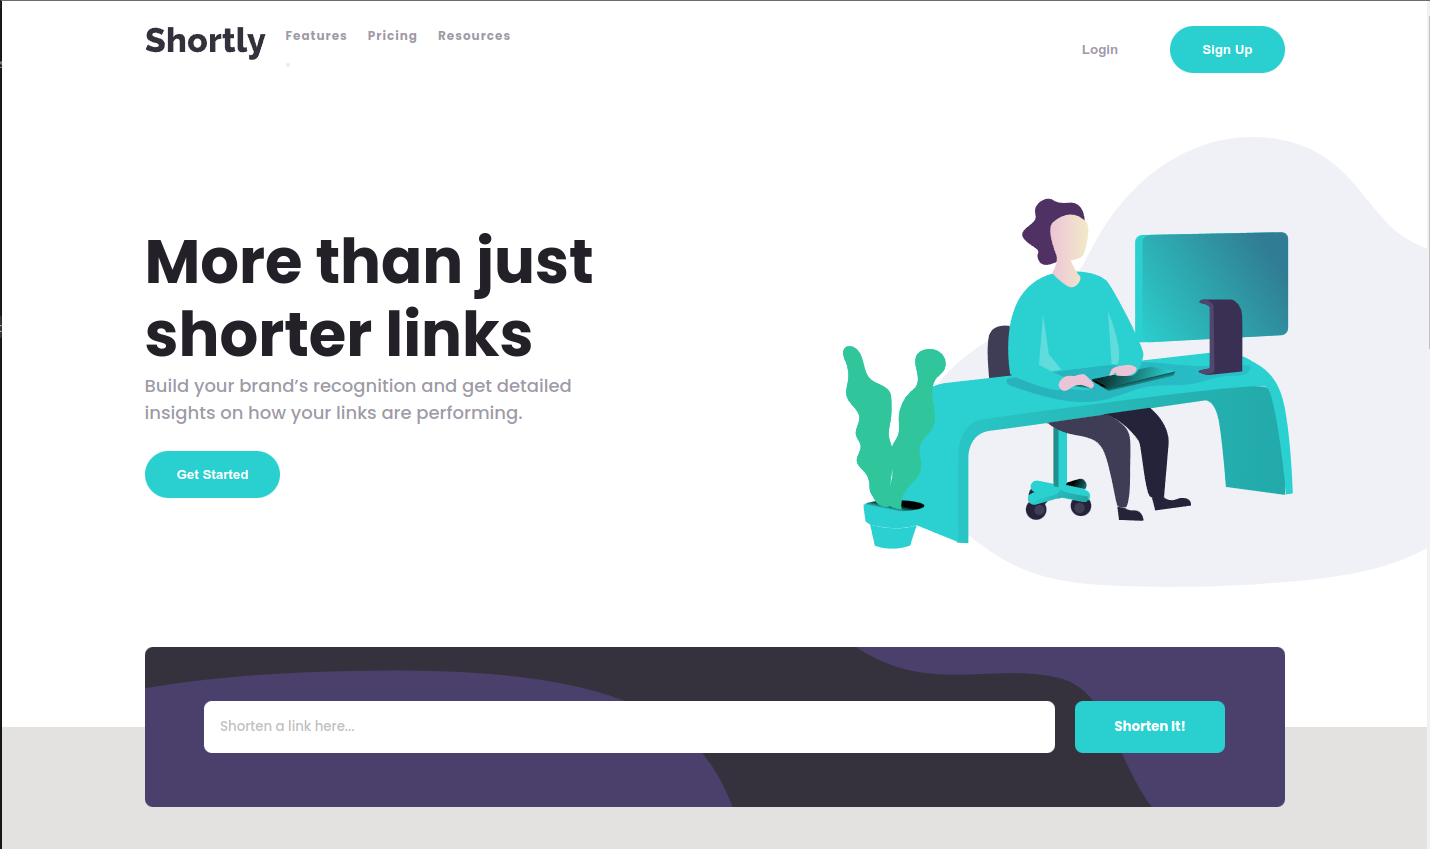 Shortly
Features Pricing Resources
Login
Sign Up
More than just
shorter links
Build your brand’s recognition and get detailed
insights on how your links are performing.
Get Started
Shorten a link here...
Shorten It!